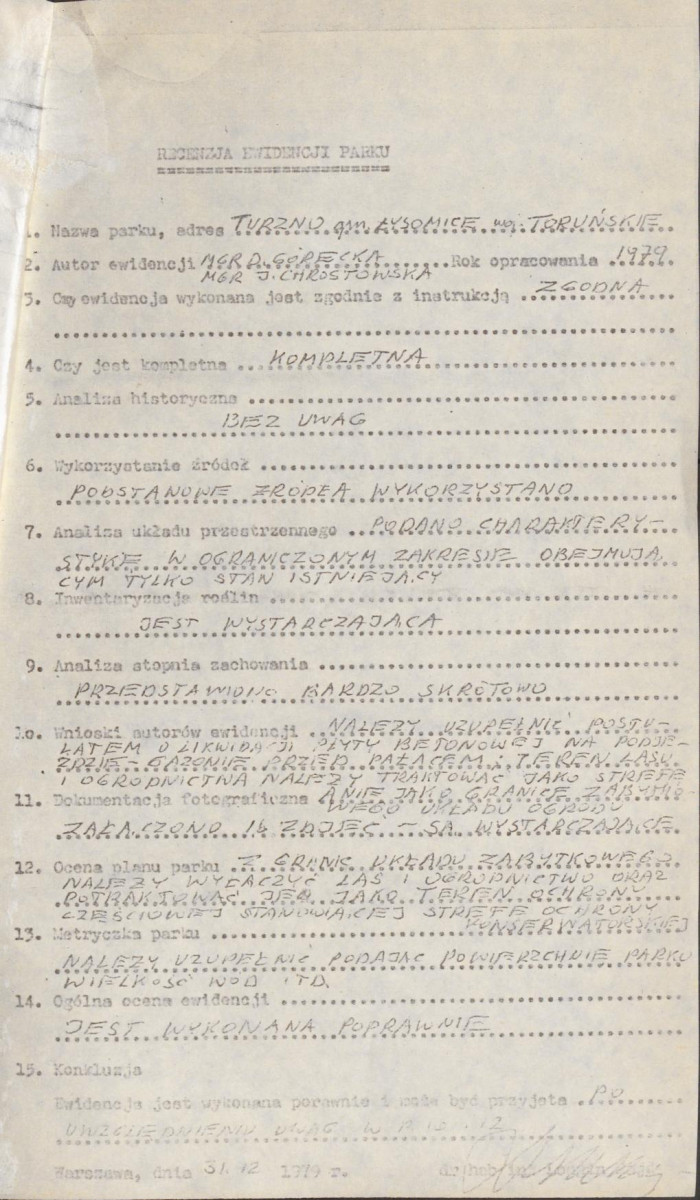 RECENZJA EWIDENCJI PARKU
1. Nazwa parku, adres TURZNO gm. ŁYSOMICE woj. TORUŃSKIE
2. Autor ewidencji MGR D. GÓRECKA Rok opracowania 1979
MGR J. CHROSTOWSKA
3. Czy ewidencja wykonana jest zgodnie z instrukcją ZGODNA
4. Czy jest kompletna KOMPLETNA
5. Analiza historyczna
BEZ UWAG
6. Wykorzystanie źródeł
PODSTAWOWE ŹRÓDŁA WYKORZYSTANO
7. Analiza układu przestrzennego PODANO CHARAKTERY-
STYKĘ W OGRANICZONYM ZAKRESIE OBEJMUJĄ
CYM TYLKO STAN ISTNIEJĄCY
8. Inwentaryzacja roślin
JEST WYSTARCZAJĄCA
9. Analiza stopnia zachowania
PRZEDSTAWIONO BARDZO SKRÓTOWO
1o. Wnioski autorów ewidencji NALEŻY UZUPEŁNIĆ POSTU-
LATEM O LIKWIDACJI PŁYTY BETONOWEJ NA PODJE-
ŹDZIE - GAZONIE PRZED PAŁACEM i TEREN LASU
I OGRODNICTWA NALEŻY TRAKTOWAĆ JAKO STREFĘ
11. Dokumentacja fotograficzna A NIE JAKO GRANICE ZABYTKO-
WEGO UKŁADU OGRODU
ZAŁĄCZONO 16 ZDJĘĆ - SĄ WYSTARCZAJĄCE
12. Ocena planu parku Z GRANIC UKŁADU ZABYTKOWEGO
NALEŻY WYŁĄCZYĆ LAS I OGRODNICTWO ORAZ
POTRAKTOWAĆ JE JAKO TEREN OCHRONY
CZĘŚCIOWEJ STANOWIĄCEJ STREFĘ OCHRONY
13. Metryczka parku KONSERWATORSKIEJ
NALEŻY UZUPEŁNIĆ PODAJĄC POWIERZCHNIĘ PARKU
WIELKOŚĆ WÓD ITD.
14. Ogólna ocena ewidencji
JEST WYKONANA POPRAWNIE
15. Konkluzja
Ewidencja jest wykonana porawnie i może być przyjęta PO
UWZGLĘDNIENIU UWAG W P. 10-12
Warszawa, dnia 31.12 1979 r. dr hab.